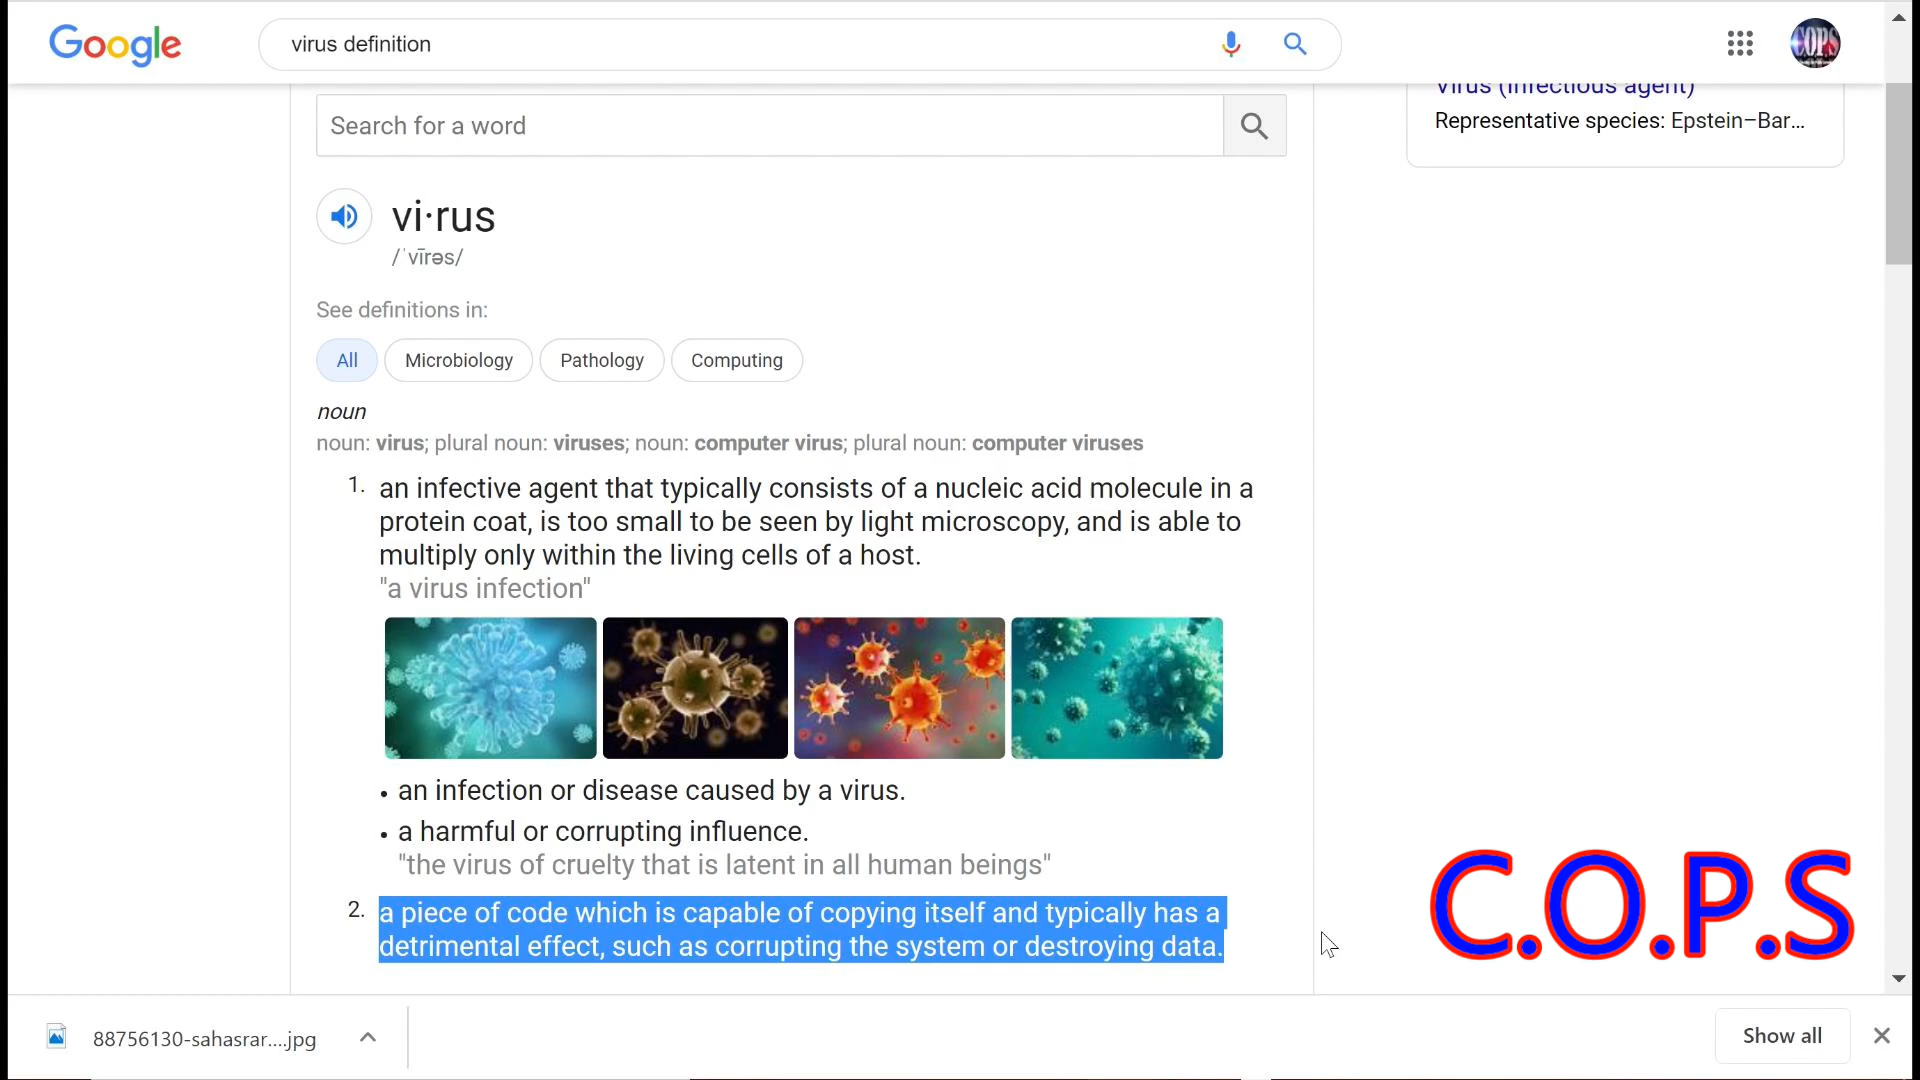 Google
virus definition
COPS
Virus (infectious agent)
Representative species: Epstein–Bar...
Search for a word
vi·rus
/ˈvīrəs/
See definitions in:
All
Microbiology
Pathology
Computing
noun
noun: virus; plural noun: viruses; noun: computer virus; plural noun: computer viruses
1. an infective agent that typically consists of a nucleic acid molecule in a
protein coat, is too small to be seen by light microscopy, and is able to
multiply only within the living cells of a host.
"a virus infection"
• an infection or disease caused by a virus.
• a harmful or corrupting influence.
"the virus of cruelty that is latent in all human beings"
2. a piece of code which is capable of copying itself and typically has a
detrimental effect, such as corrupting the system or destroying data.
C.O.P.S
88756130-sahasrar....jpg
Show all